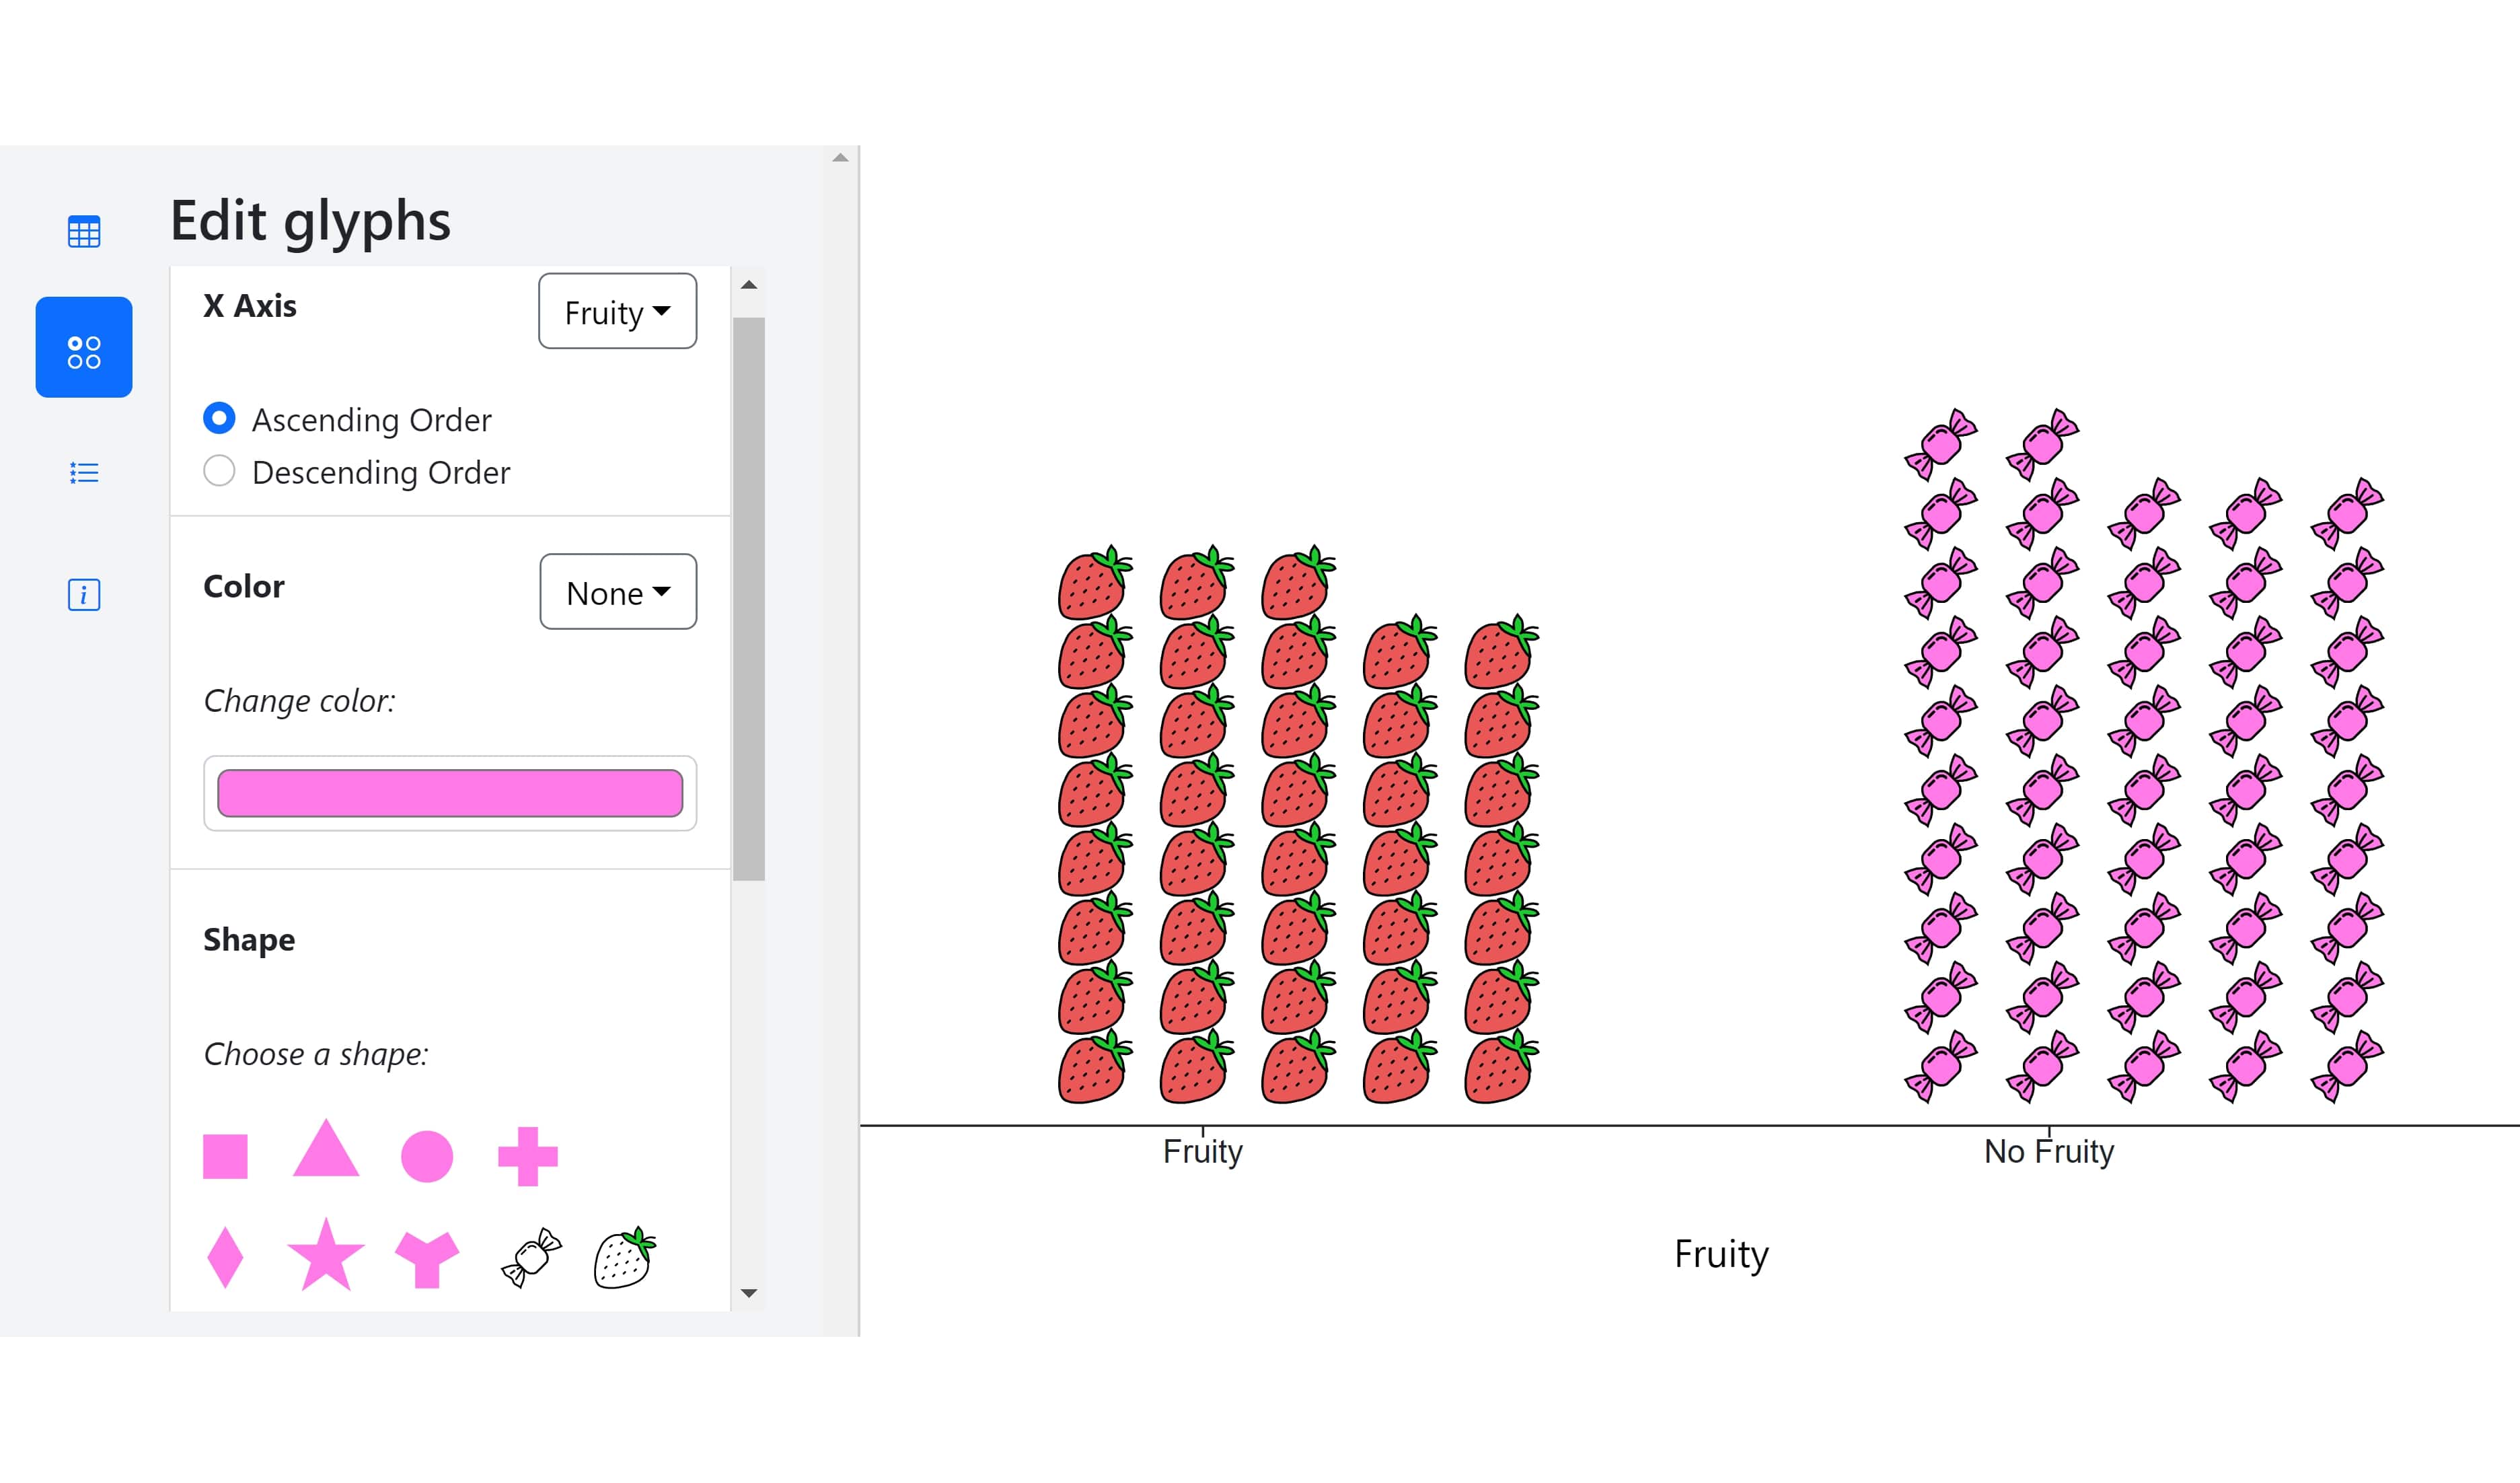 Edit glyphs
X Axis
Fruity
Ascending Order
Descending Order
Color
None
Change color:
Shape
Choose a shape:
Fruity
No Fruity
Fruity